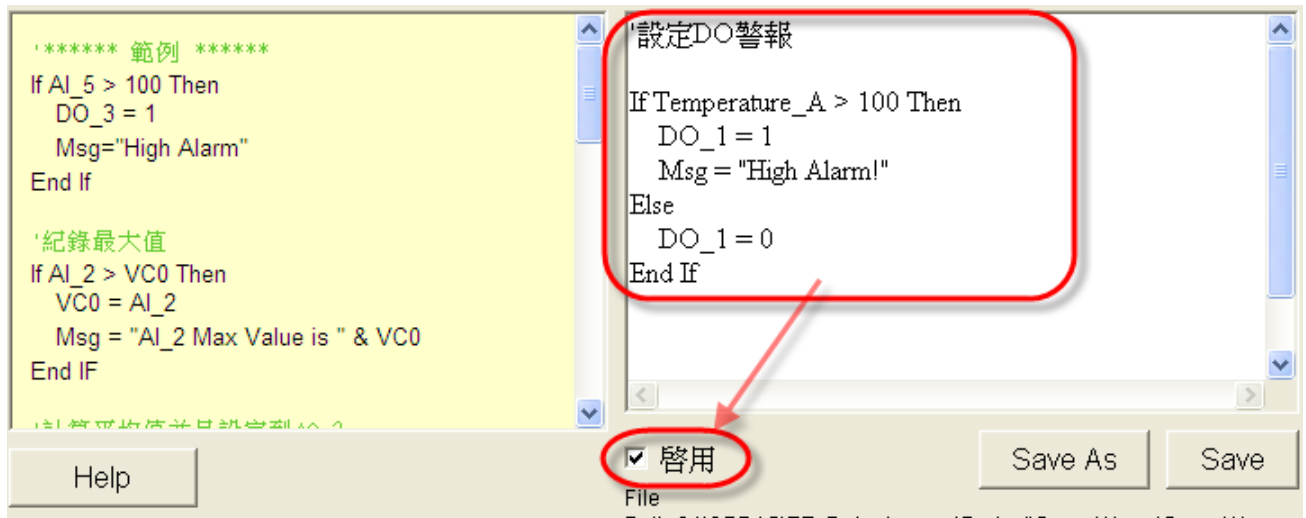 '****** 範例 ******
If AI_5 > 100 Then
DO_3 = 1
Msg="High Alarm"
End If
'紀錄最大值
If AI_2 > VC0 Then
VC0 = AI_2
Msg = "AI_2 Max Value is " & VC0
End IF
Help
'設定DO警報
If Temperature_A > 100 Then
DO_1 = 1
Msg = "High Alarm!"
Else
DO_1 = 0
End If
啓用
Save As
Save
File